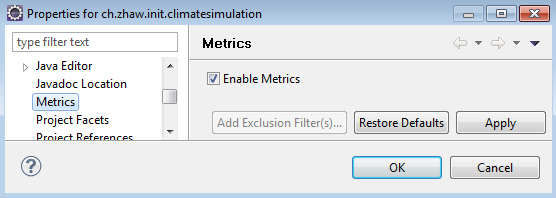 Properties for ch.zhaw.init.climatesimulation
type filter text
Java Editor
Javadoc Location
Metrics
Project Facets
Project References
Metrics
Enable Metrics
Add Exclusion Filter(s)...
Restore Defaults
Apply
OK
Cancel